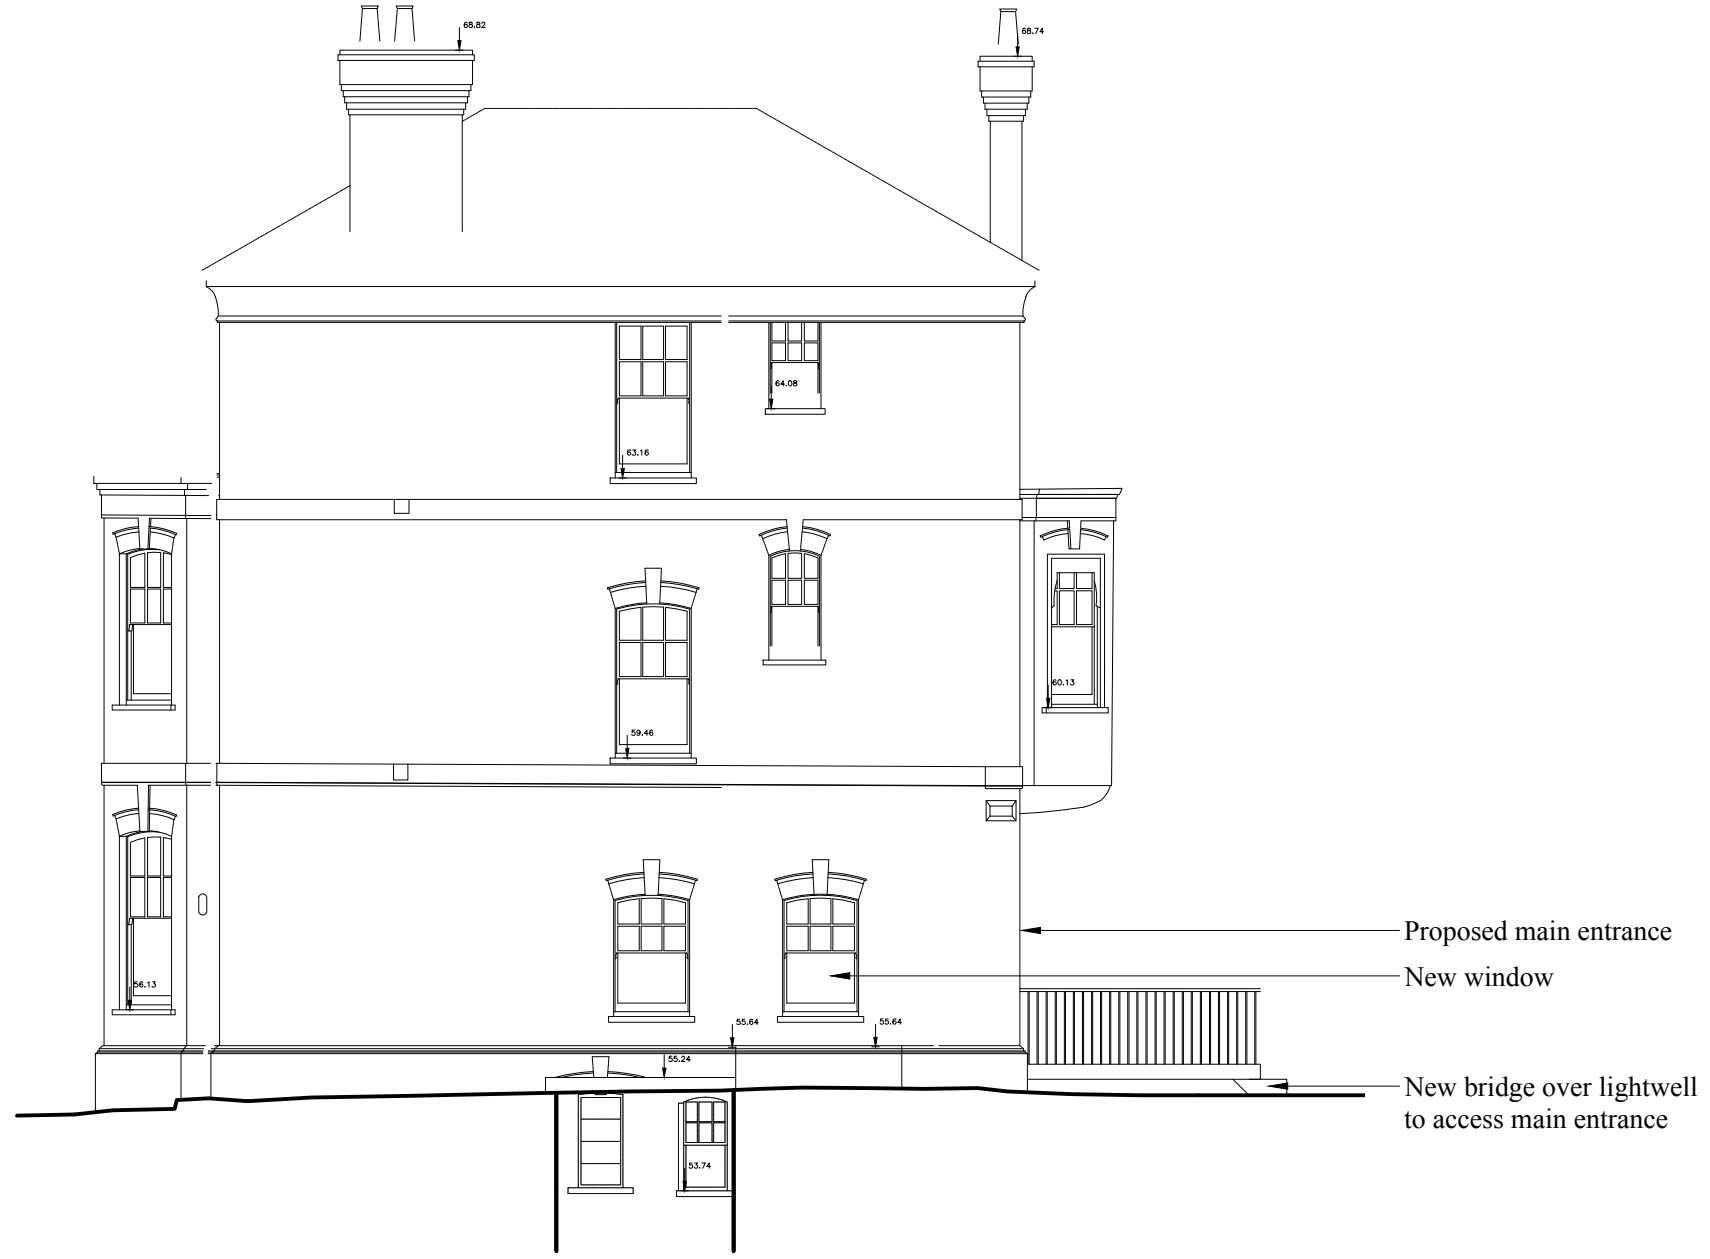 68.82
68.74
64.08
63.16
60.13
59.46
Proposed main entrance
New window
56.13
55.64
55.64
55.24
New bridge over lightwell
to access main entrance
53.74